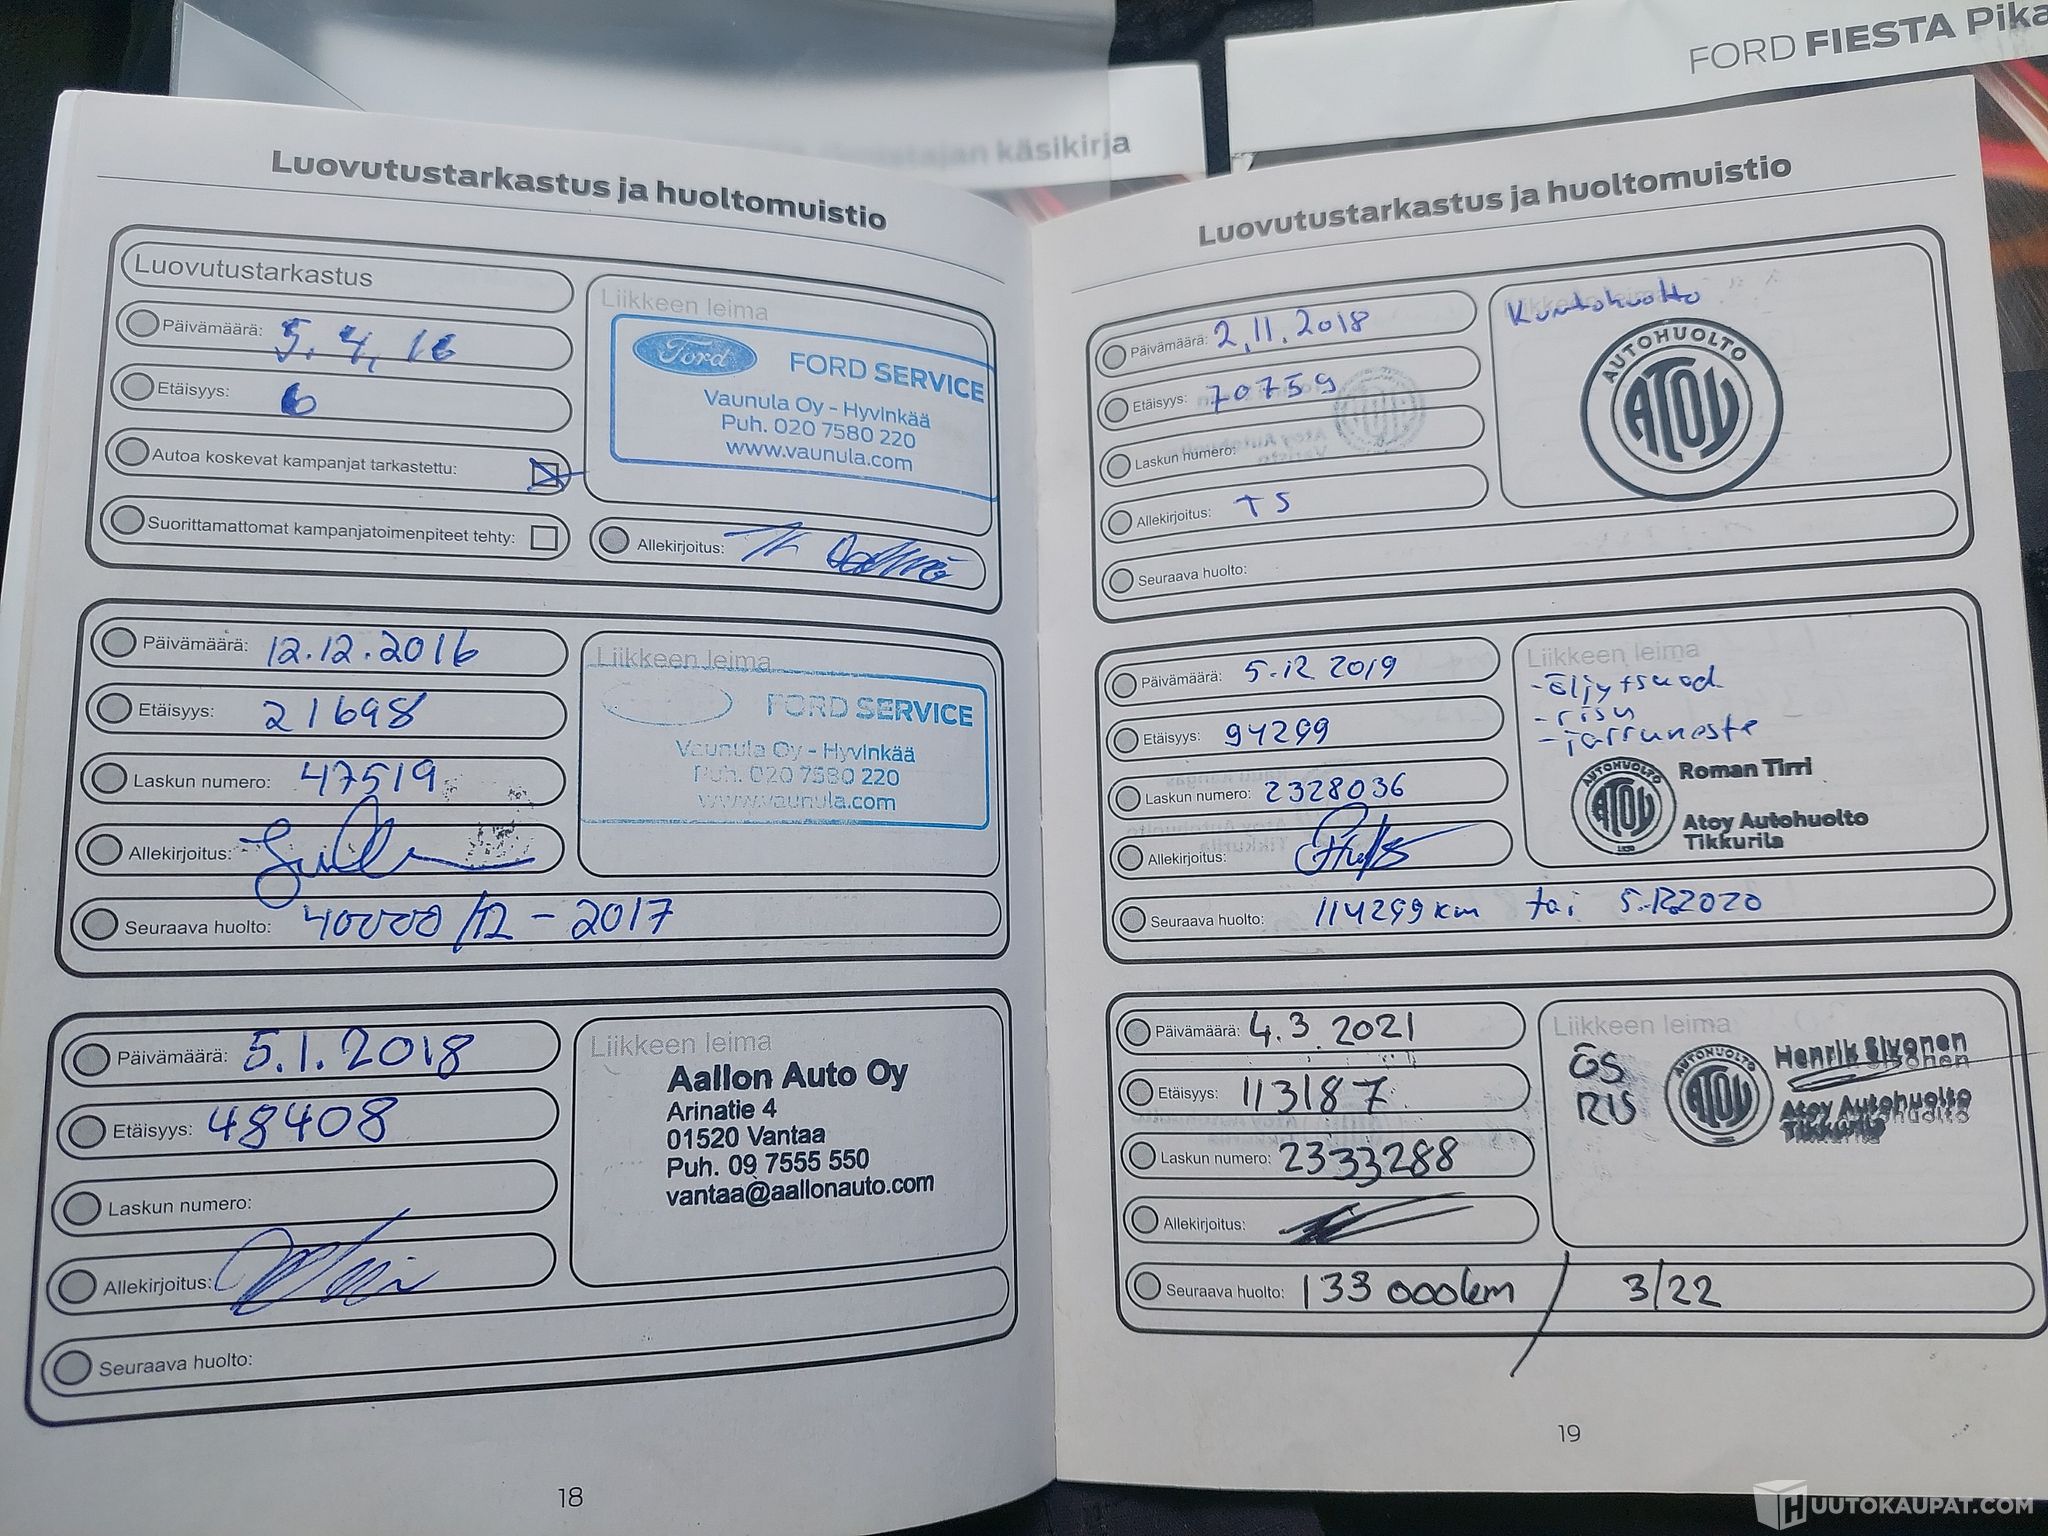 FORD FIESTA Pika
käsikirja
Luovutustarkastus ja huoltomuistio
Luovutustarkastus
Päivämäärä: 5.4.16
Etäisyys: 6
Autoa koskevat kampanjat tarkastettu:
Suorittamattomat kampanjatoimenpiteet tehty:
Liikkeen leima
Ford
FORD SERVICE
Vaunula Oy - Hyvinkää
Puh. 020 7580 220
www.vaunula.com
Allekirjoitus:
Päivämäärä: 12.12.2016
Etäisyys: 21698
Laskun numero: 47519
Allekirjoitus:
Seuraava huolto: 40000/12-2017
Liikkeen leima
FORD SERVICE
Vaunula Oy - Hyvinkää
Puh. 020 7580 220
www.vaunula.com
Päivämäärä: 5.1.2018
Etäisyys: 48408
Laskun numero:
Allekirjoitus:
Seuraava huolto:
Liikkeen leima
Aallon Auto Oy
Arinatie 4
01520 Vantaa
Puh. 09 7555 550
vantaa@aallonauto.com
18
Luovutustarkastus ja huoltomuistio
Päivämäärä: 2.11.2018
Etäisyys: 70759
Laskun numero:
Allekirjoitus: TS
Seuraava huolto:
Kuntohuolto
AUTOHUOLTO
ATOY
Päivämäärä: 5.12.2019
Etäisyys: 94299
Laskun numero: 2328036
Allekirjoitus:
Seuraava huolto: 114299km tai 5.12.2020
Liikkeen leima
- öljy+suod
- risu
- jarruneste
AUTOHUOLTO
ATOY
Roman Tirri
Atoy Autohuolto
Tikkurila
Päivämäärä: 4.3.2021
Etäisyys: 113187
Laskun numero: 2333288
Allekirjoitus:
Seuraava huolto: 133 000km / 3/22
Liikkeen leima
ÖS
RIS
AUTOHUOLTO
ATOY
Henrik Sivonen
Atoy Autohuolto
Tikkurila
19
HUUTOKAUPAT.COM